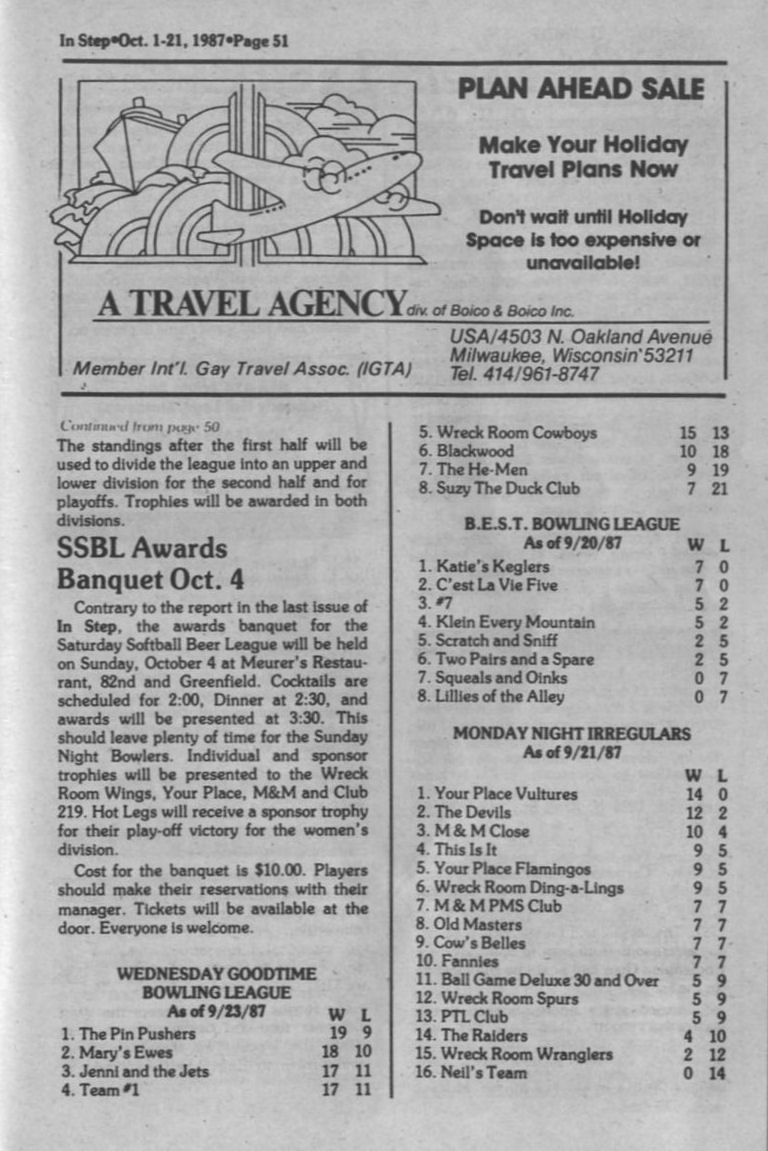 In Step•Oct. 1-21, 1987•Page 51
PLAN AHEAD SALE
Make Your Holiday
Travel Plans Now
Don't wait until Holiday
Space is too expensive or
unavailable!
A TRAVEL AGENCY div. of Boico & Boico Inc.
Member Int'l. Gay Travel Assoc. (IGTA)
USA/4503 N. Oakland Avenue
Milwaukee, Wisconsin 53211
Tel. 414/961-8747
Continued from page 50
The standings after the first half will be
used to divide the league into an upper and
lower division for the second half and for
playoffs. Trophies will be awarded in both
divisions.
SSBL Awards
Banquet Oct. 4
Contrary to the report in the last issue of
In Step, the awards banquet for the
Saturday Softball Beer League will be held
on Sunday, October 4 at Meurer's Restau-
rant, 82nd and Greenfield. Cocktails are
scheduled for 2:00, Dinner at 2:30, and
awards will be presented at 3:30. This
should leave plenty of time for the Sunday
Night Bowlers. Individual and sponsor
trophies will be presented to the Wreck
Room Wings, Your Place, M&M and Club
219. Hot Legs will receive a sponsor trophy
for their play-off victory for the women's
division.
Cost for the banquet is $10.00. Players
should make their reservations with their
manager. Tickets will be available at the
door. Everyone is welcome.
WEDNESDAY GOODTIME
BOWLING LEAGUE
As of 9/23/87 W L
1. The Pin Pushers 19 9
2. Mary's Ewes 18 10
3. Jenni and the Jets 17 11
4. Team #1 17 11
5. Wreck Room Cowboys 15 13
6. Blackwood 10 18
7. The He-Men 9 19
8. Suzy The Duck Club 7 21
B.E.S.T. BOWLING LEAGUE
As of 9/20/87 W L
1. Katie's Keglers 7 0
2. C'est La Vie Five 7 0
3. #7 5 2
4. Klein Every Mountain 5 2
5. Scratch and Sniff 2 5
6. Two Pairs and a Spare 2 5
7. Squeals and Oinks 0 7
8. Lillies of the Alley 0 7
MONDAY NIGHT IRREGULARS
As of 9/21/87
W L
1. Your Place Vultures 14 0
2. The Devils 12 2
3. M & M Close 10 4
4. This Is It 9 5
5. Your Place Flamingos 9 5
6. Wreck Room Ding-a-Lings 9 5
7. M & M PMS Club 7 7
8. Old Masters 7 7
9. Cow's Belles 7 7
10. Fannies 7 7
11. Ball Game Deluxe 30 and Over 5 9
12. Wreck Room Spurs 5 9
13. PTL Club 5 9
14. The Raiders 4 10
15. Wreck Room Wranglers 2 12
16. Neil's Team 0 14